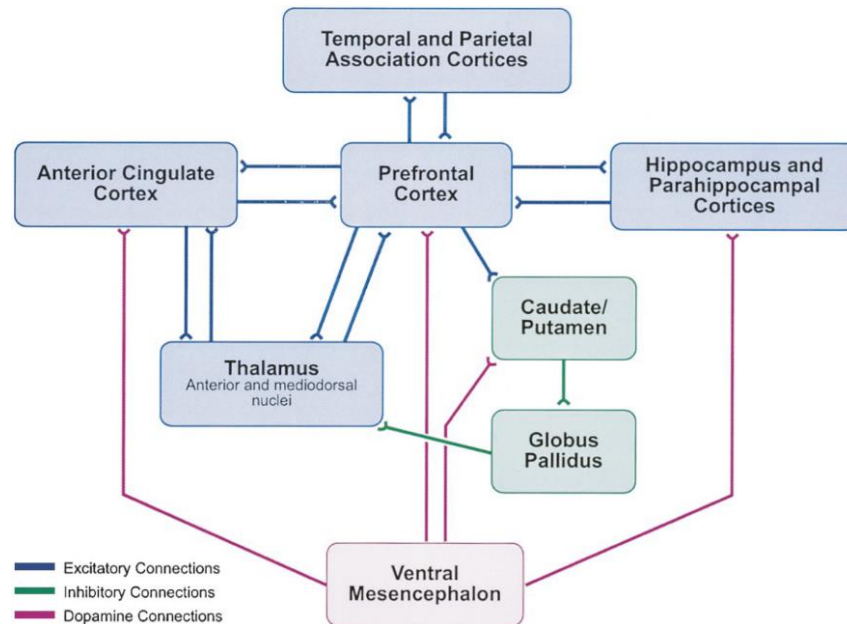 Temporal and Parietal
Association Cortices
Anterior Cingulate
Cortex
Prefrontal
Cortex
Hippocampus and
Parahippocampal
Cortices
Caudate/
Putamen
Thalamus
Anterior and mediodorsal
nuclei
Globus
Pallidus
Ventral
Mesencephalon
Excitatory Connections
Inhibitory Connections
Dopamine Connections